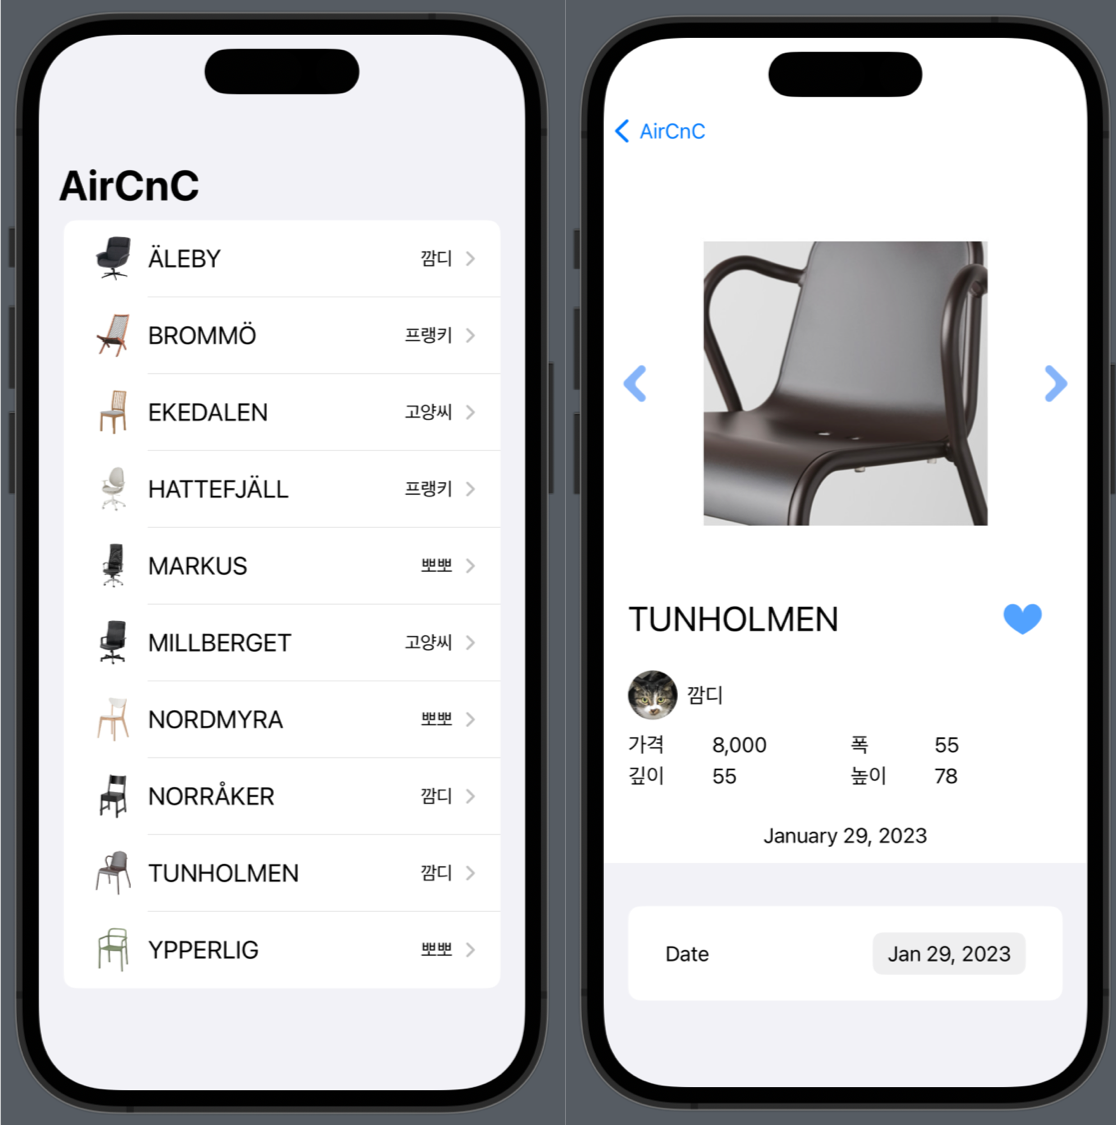 AirCnC
ÄLEBY 깜디
BROMMÖ 프랭키
EKEDALEN 고양씨
HATTEFJÄLL 프랭키
MARKUS 뽀뽀
MILLBERGET 고양씨
NORDMYRA 뽀뽀
NORRÅKER 깜디
TUNHOLMEN 깜디
YPPERLIG 뽀뽀
AirCnC
TUNHOLMEN
깜디
가격 8,000 폭 55
깊이 55 높이 78
January 29, 2023
Date Jan 29, 2023